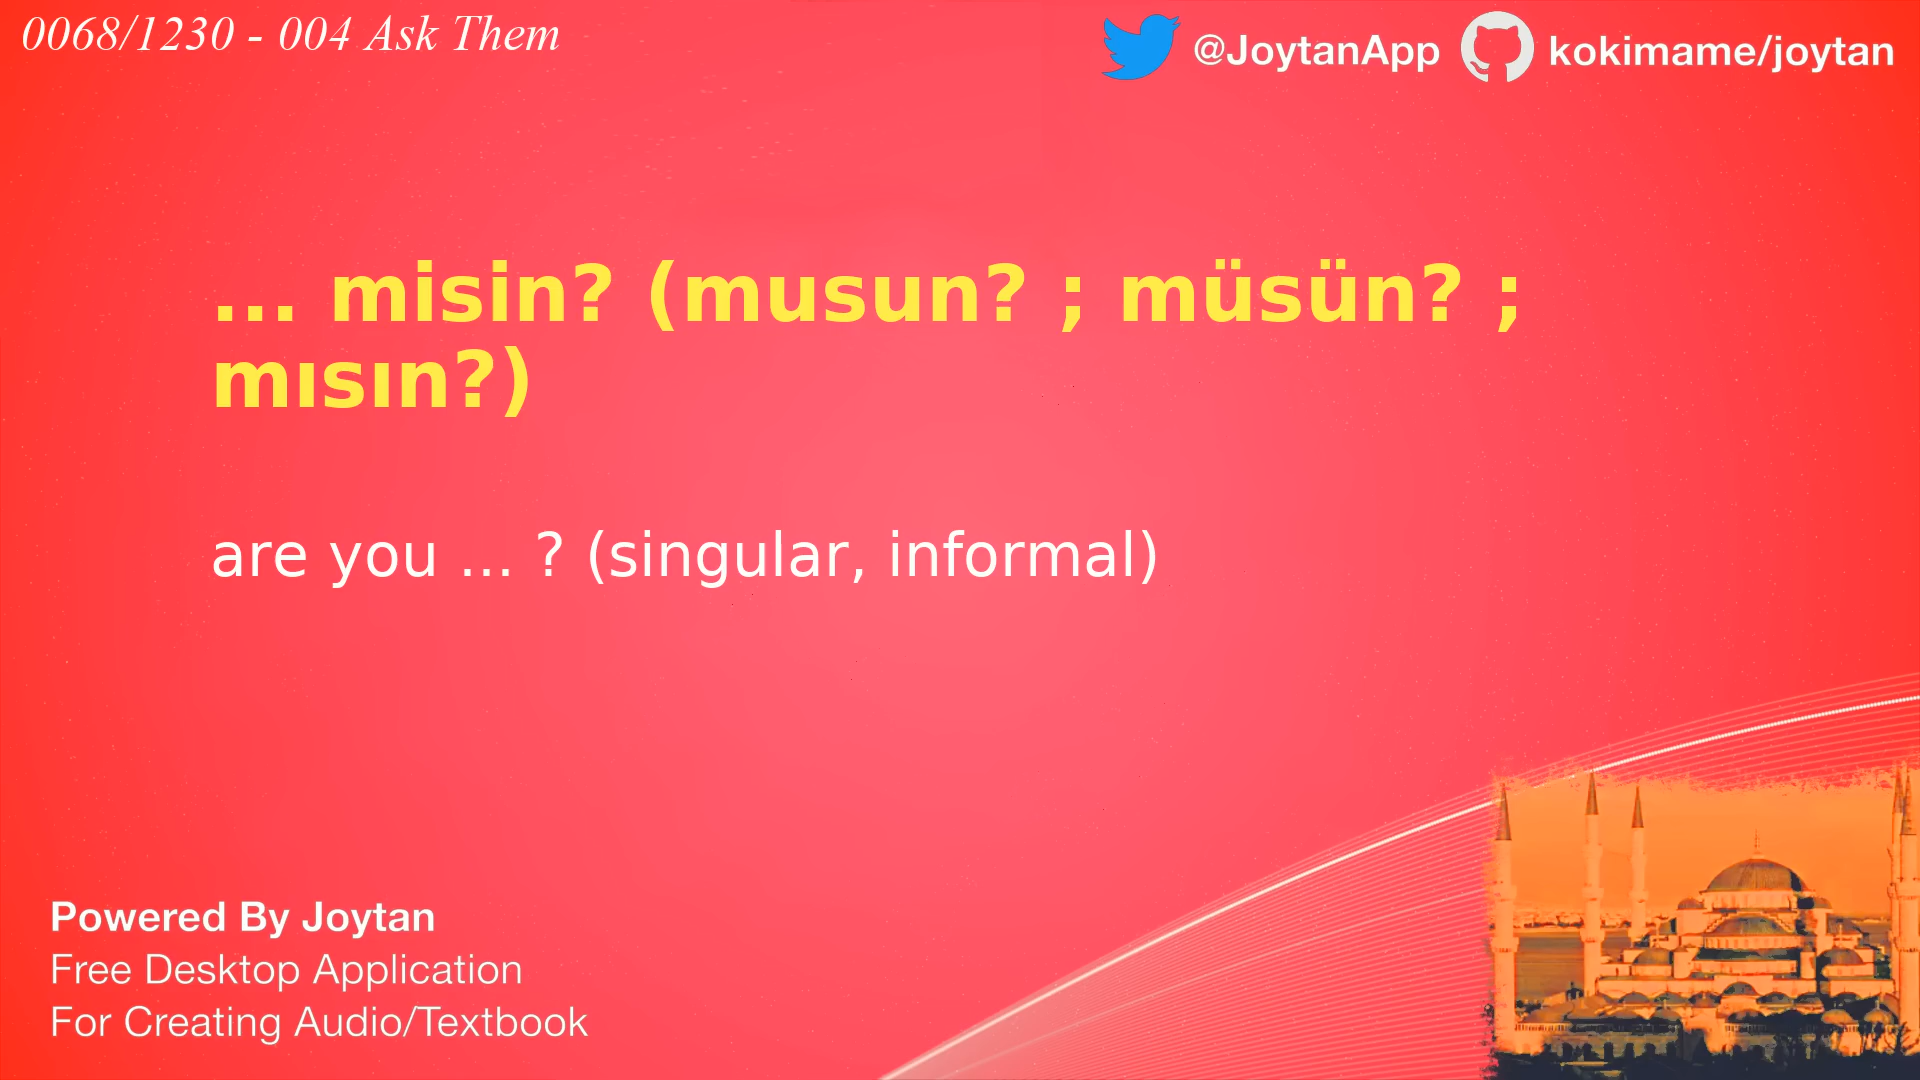 0068/1230 - 004 Ask Them
@JoytanApp
kokimame/joytan
... misin? (musun? ; müsün? ;
mısın?)
are you ... ? (singular, informal)
Powered By Joytan
Free Desktop Application
For Creating Audio/Textbook